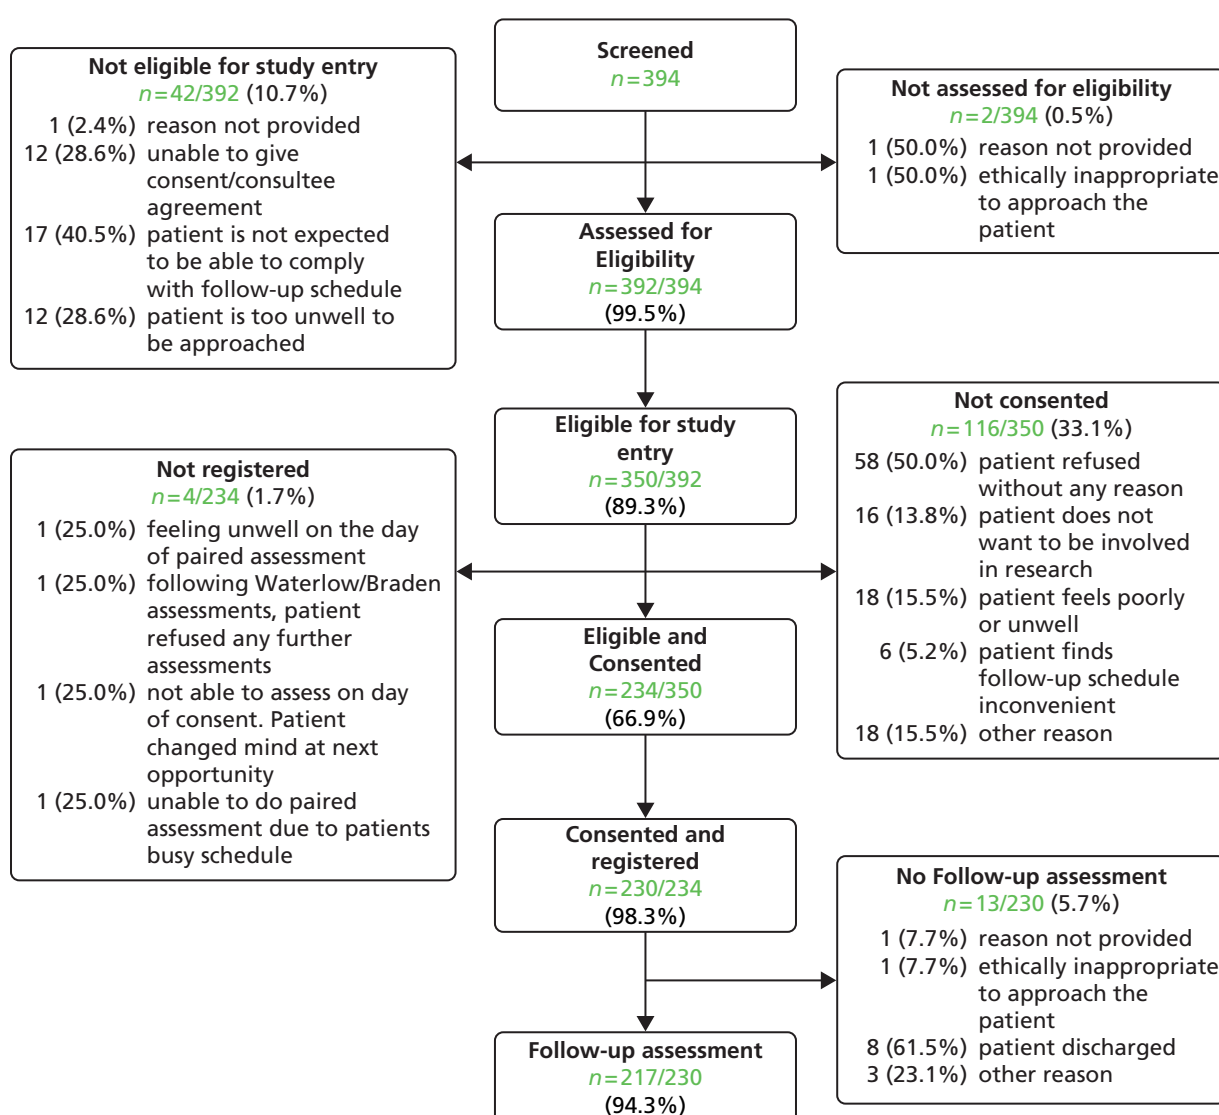 Screened
n=394
Not eligible for study entry
n=42/392 (10.7%)
1 (2.4%) reason not provided
12 (28.6%) unable to give
consent/consultee
agreement
17 (40.5%) patient is not expected
to be able to comply
with follow-up schedule
12 (28.6%) patient is too unwell to
be approached
Not assessed for eligibility
n=2/394 (0.5%)
1 (50.0%) reason not provided
1 (50.0%) ethically inappropriate
to approach the
patient
Assessed for
Eligibility
n=392/394
(99.5%)
Eligible for study
entry
n=350/392
(89.3%)
Not consented
n=116/350 (33.1%)
58 (50.0%) patient refused
without any reason
16 (13.8%) patient does not
want to be involved
in research
18 (15.5%) patient feels poorly
or unwell
6 (5.2%) patient finds
follow-up schedule
inconvenient
18 (15.5%) other reason
Not registered
n=4/234 (1.7%)
1 (25.0%) feeling unwell on the day
of paired assessment
1 (25.0%) following Waterlow/Braden
assessments, patient
refused any further
assessments
1 (25.0%) not able to assess on day
of consent. Patient
changed mind at next
opportunity
1 (25.0%) unable to do paired
assessment due to patients
busy schedule
Eligible and
Consented
n=234/350
(66.9%)
Consented and
registered
n=230/234
(98.3%)
No Follow-up assessment
n=13/230 (5.7%)
1 (7.7%) reason not provided
1 (7.7%) ethically inappropriate
to approach the
patient
8 (61.5%) patient discharged
3 (23.1%) other reason
Follow-up assessment
n=217/230
(94.3%)